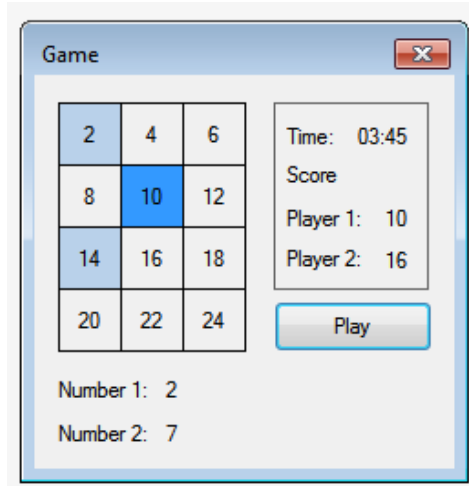 Game
2 4 6
8 10 12
14 16 18
20 22 24
Time: 03:45
Score
Player 1: 10
Player 2: 16
Play
Number 1: 2
Number 2: 7